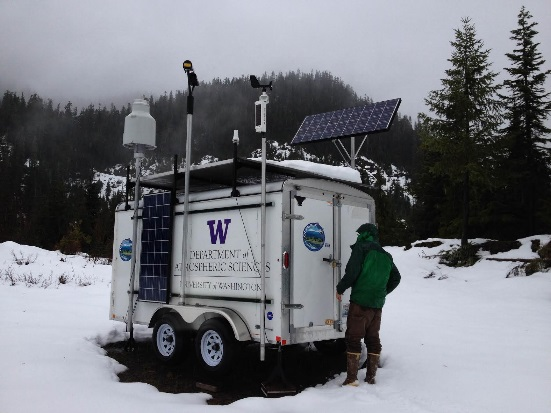 W
DEPARTMENT of
ATMOSPHERIC SCIENCES
UNIVERSITY of WASHINGTON